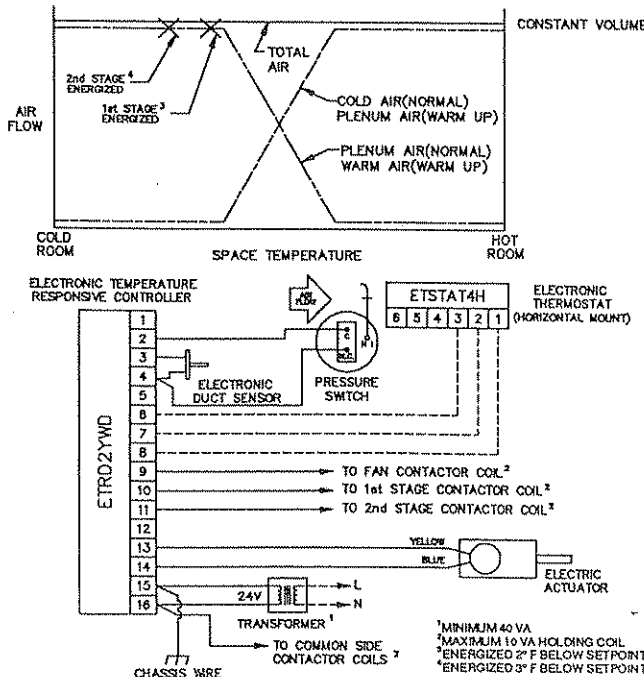 CONSTANT VOLUME
TOTAL
AIR
2nd STAGE⁴
ENERGIZED
1st STAGE³
ENERGIZED
AIR
FLOW
COLD AIR(NORMAL)
PLENUM AIR(WARM UP)
PLENUM AIR(NORMAL)
WARM AIR(WARM UP)
COLD
ROOM
SPACE TEMPERATURE
HOT
ROOM
ELECTRONIC TEMPERATURE
RESPONSIVE CONTROLLER
AIR
FLOW
ETSTAT4H
6 5 4 3 2 1
ELECTRONIC
THERMOSTAT
(HORIZONTAL MOUNT)
ETR02YWD
1
2
3
4
5
6
7
8
9
10
11
12
13
14
15
16
C
N.O.
H
ELECTRONIC
DUCT SENSOR
PRESSURE
SWITCH
TO FAN CONTACTOR COIL²
TO 1st STAGE CONTACTOR COIL²
TO 2nd STAGE CONTACTOR COIL²
YELLOW
BLUE
ELECTRIC
ACTUATOR
24V
L
N
TRANSFORMER¹
TO COMMON SIDE
CONTACTOR COILS²
CHASSIS WIRE
¹MINIMUM 40 VA
²MAXIMUM 10 VA HOLDING COIL
³ENERGIZED 2° F BELOW SETPOINT
⁴ENERGIZED 3° F BELOW SETPOINT